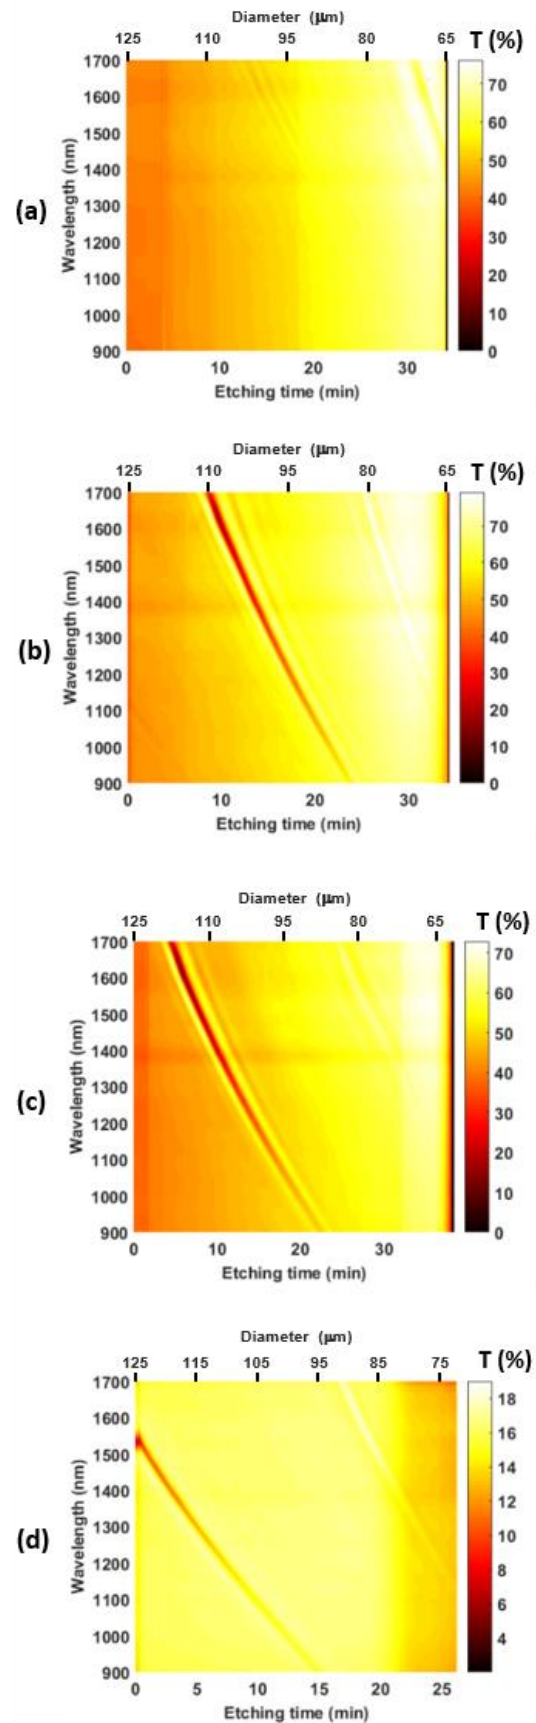 Diameter (µm)
125 110 95 80 65 T (%)
1700
1600
1500
1400
1300
1200
1100
1000
900
Wavelength (nm)
(a)
0 10 20 30
Etching time (min)
70
60
50
40
30
20
10
0
Diameter (µm)
125 110 95 80 65 T (%)
1700
1600
1500
1400
1300
1200
1100
1000
900
Wavelength (nm)
(b)
0 10 20 30
Etching time (min)
70
60
50
40
30
20
10
0
Diameter (µm)
125 110 95 80 65 T (%)
1700
1600
1500
1400
1300
1200
1100
1000
900
Wavelength (nm)
(c)
0 10 20 30
Etching time (min)
70
60
50
40
30
20
10
0
Diameter (µm)
125 115 105 95 85 75 T (%)
1700
1600
1500
1400
1300
1200
1100
1000
900
Wavelength (nm)
(d)
0 5 10 15 20 25
Etching time (min)
18
16
14
12
10
8
6
4